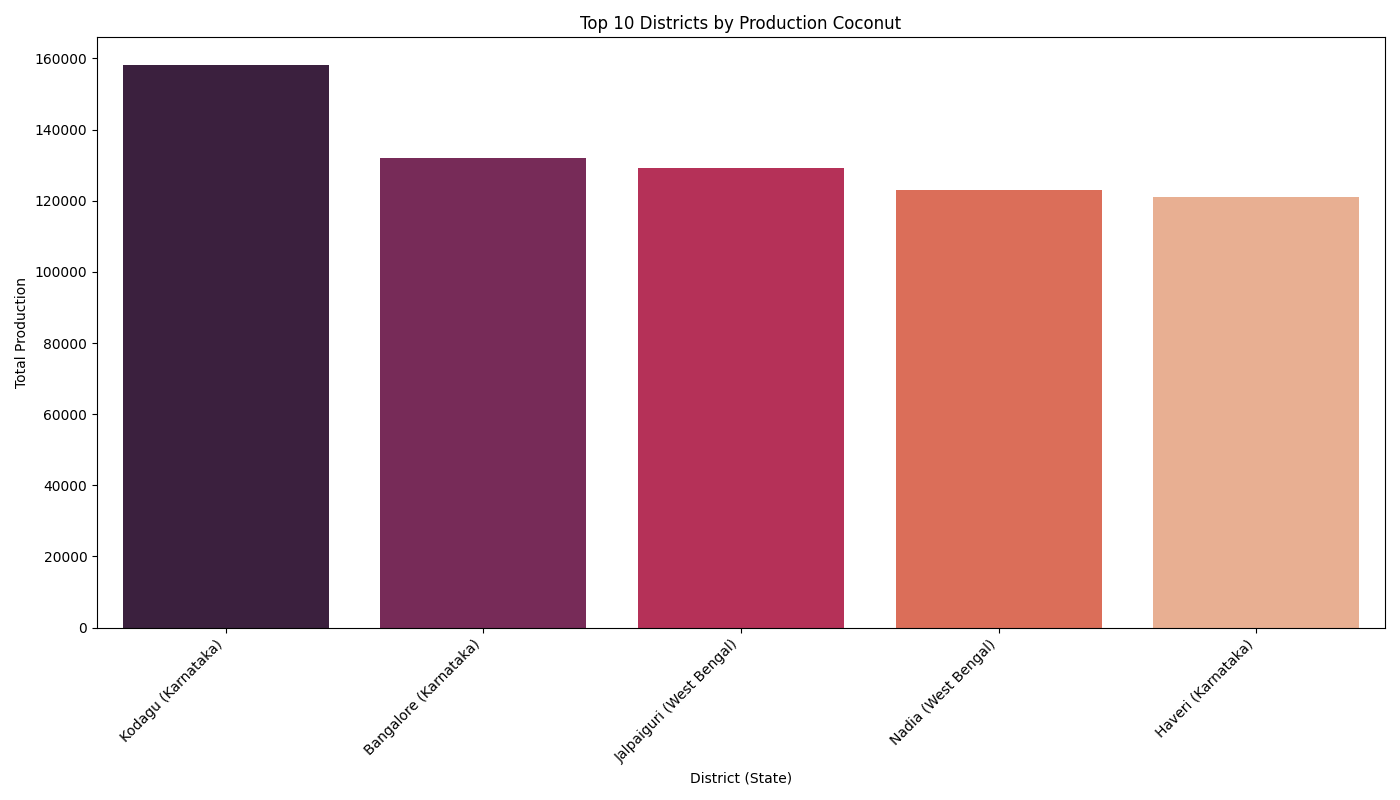 Top 10 Districts by Production Coconut
Total Production
160000
140000
120000
100000
80000
60000
40000
20000
0
Kodagu (Karnataka)
Bangalore (Karnataka)
Jalpaiguri (West Bengal)
Nadia (West Bengal)
Haveri (Karnataka)
District (State)